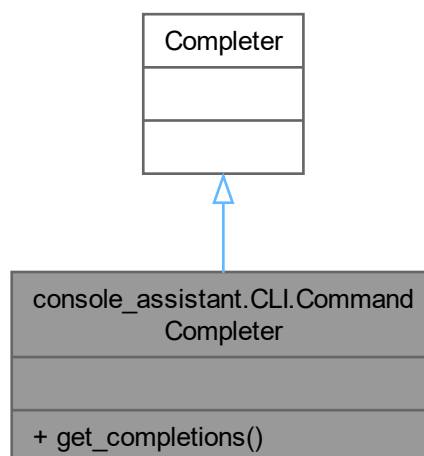 Completer
console_assistant.CLI.Command
Completer
+ get_completions()